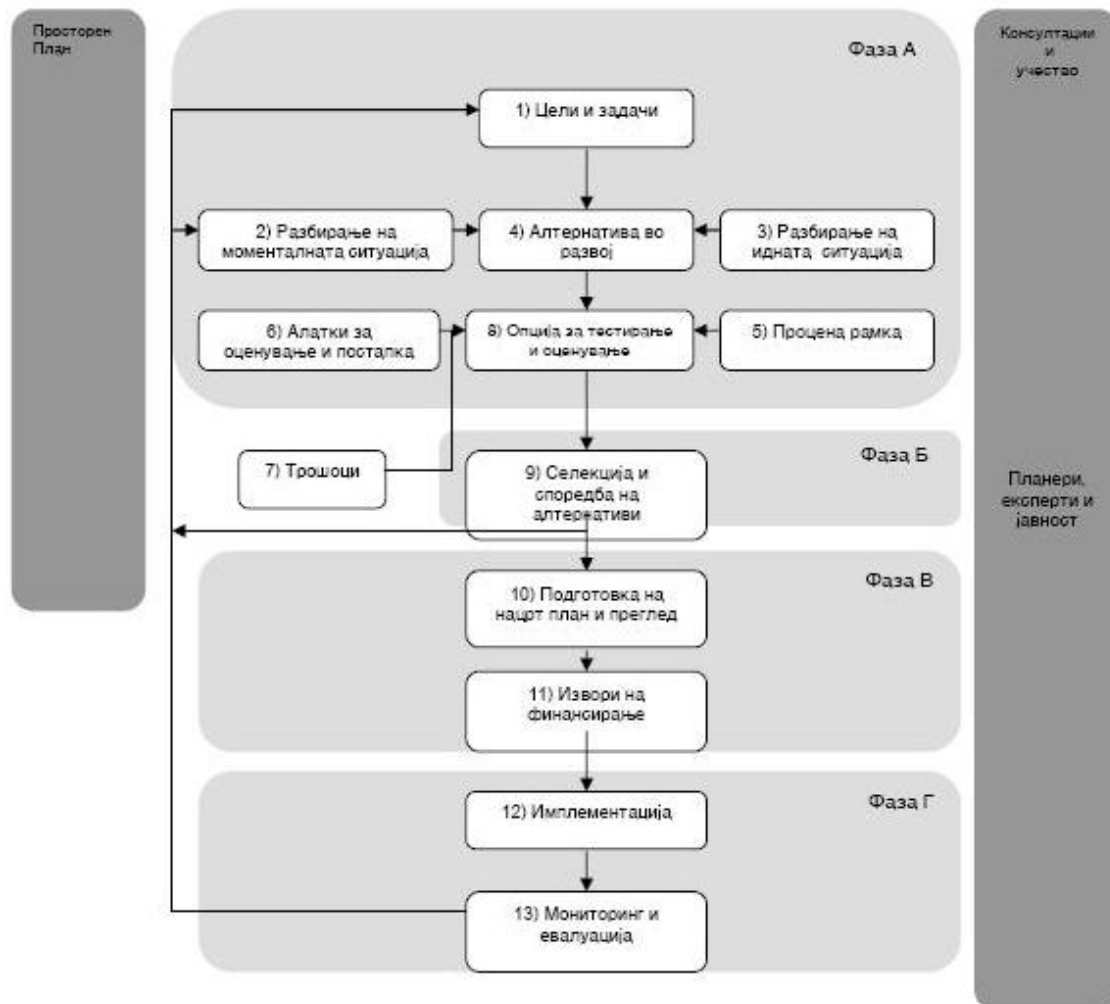 Просторен
План
Фаза А
Консултации
и
учество
1) Цели и задачи
2) Разбирање на
моменталната ситуација
4) Алтернатива во
развој
3) Разбирање на
идната ситуација
6) Алатки за
оценување и посталка
8) Опција за тестирање
и оценување
5) Процена рамка
Фаза Б
7) Трошоци
9) Селекција и
споредба на
алтернативи
Планери,
експерти и
јавност
Фаза В
10) Подготовка на
нацрт план и преглед
11) Извори на
финансирање
Фаза Г
12) Имплементација
13) Мониторинг и
евалуација